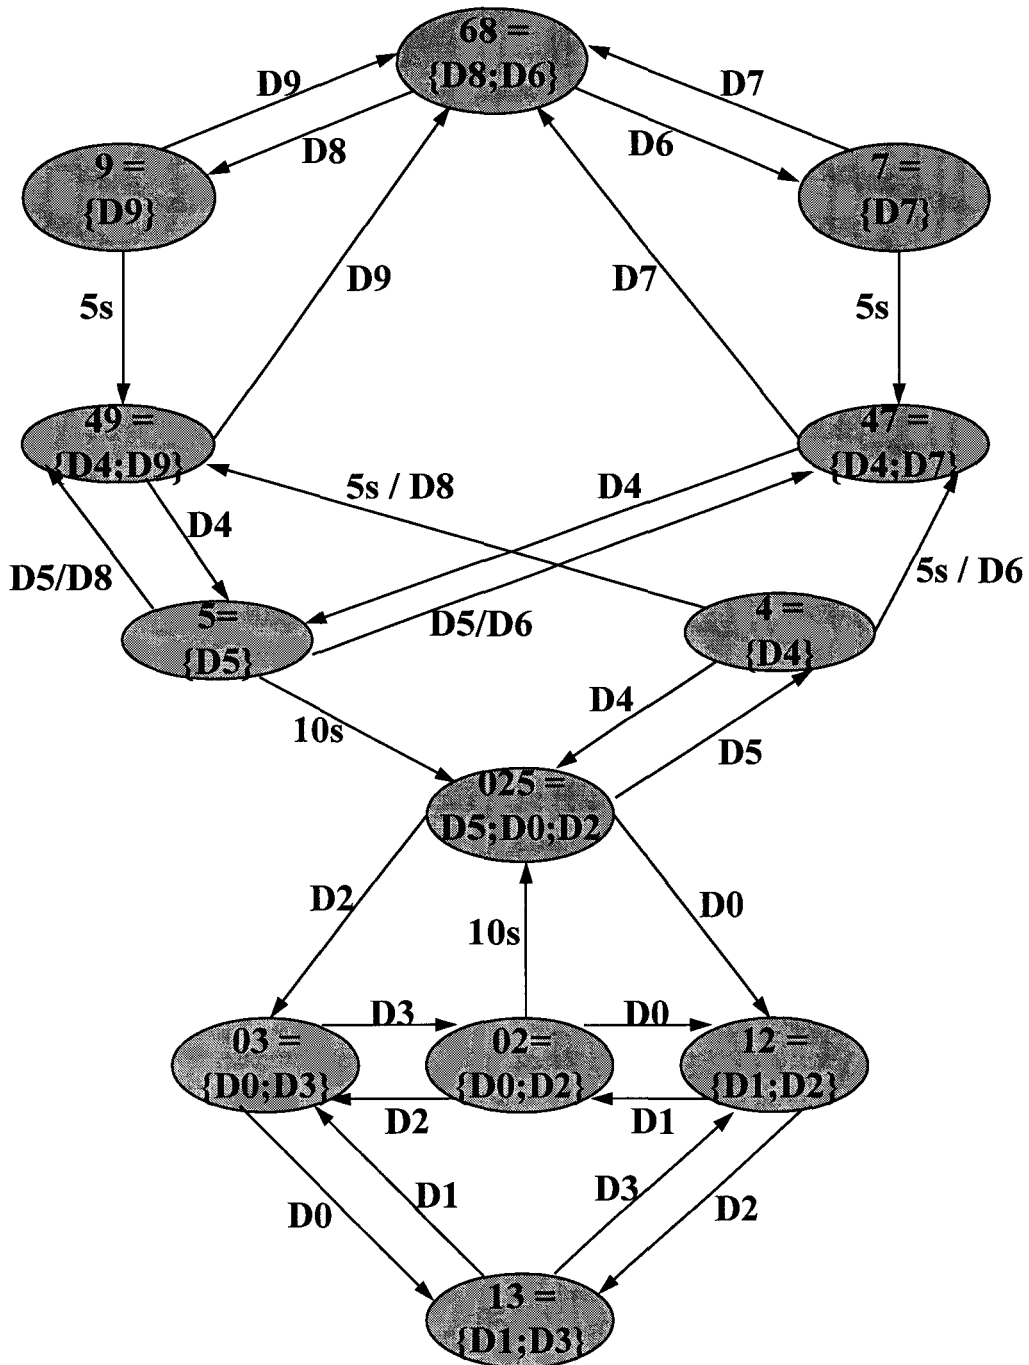 68 =
{D8;D6}
D9
D7
D8
D6
9 =
{D9}
7 =
{D7}
D9
D7
5s
5s
49 =
{D4;D9}
47 =
{D4;D7}
5s / D8
D4
D4
D5/D8
5s / D6
5=
{D5}
D5/D6
4 =
{D4}
D4
10s
D5
025 =
D5;D0;D2
D2
D0
10s
D3
D0
03 =
{D0;D3}
02=
{D0;D2}
12 =
{D1;D2}
D2
D1
D1
D3
D0
D2
13 =
{D1;D3}